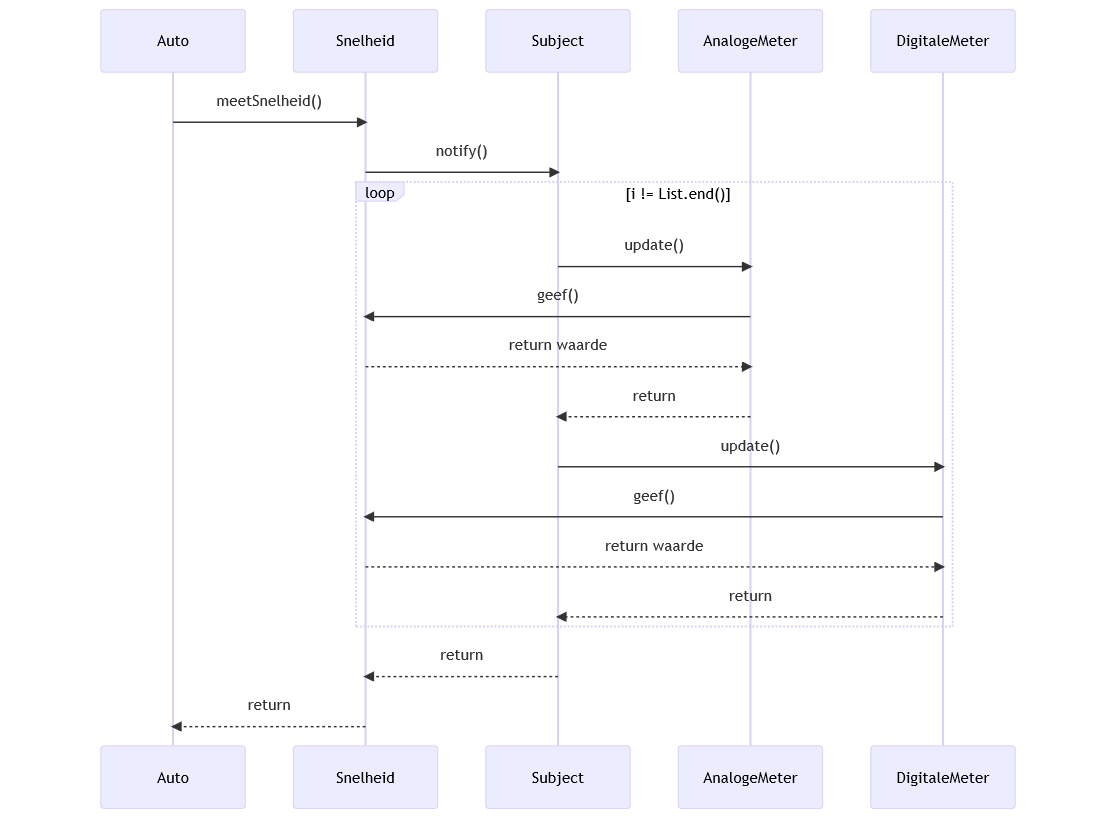 Auto
Snelheid
Subject
AnalogeMeter
DigitaleMeter
meetSnelheid()
notify()
loop
[i != List.end()]
update()
geef()
return waarde
return
update()
geef()
return waarde
return
return
return
Auto
Snelheid
Subject
AnalogeMeter
DigitaleMeter